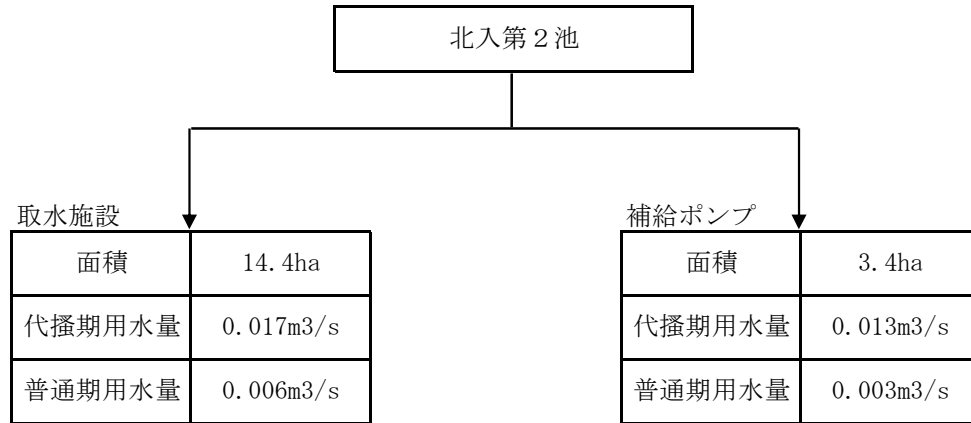 北入第２池
取水施設
面積 14.4ha
代搔期用水量 0.017m3/s
普通期用水量 0.006m3/s
補給ポンプ
面積 3.4ha
代搔期用水量 0.013m3/s
普通期用水量 0.003m3/s